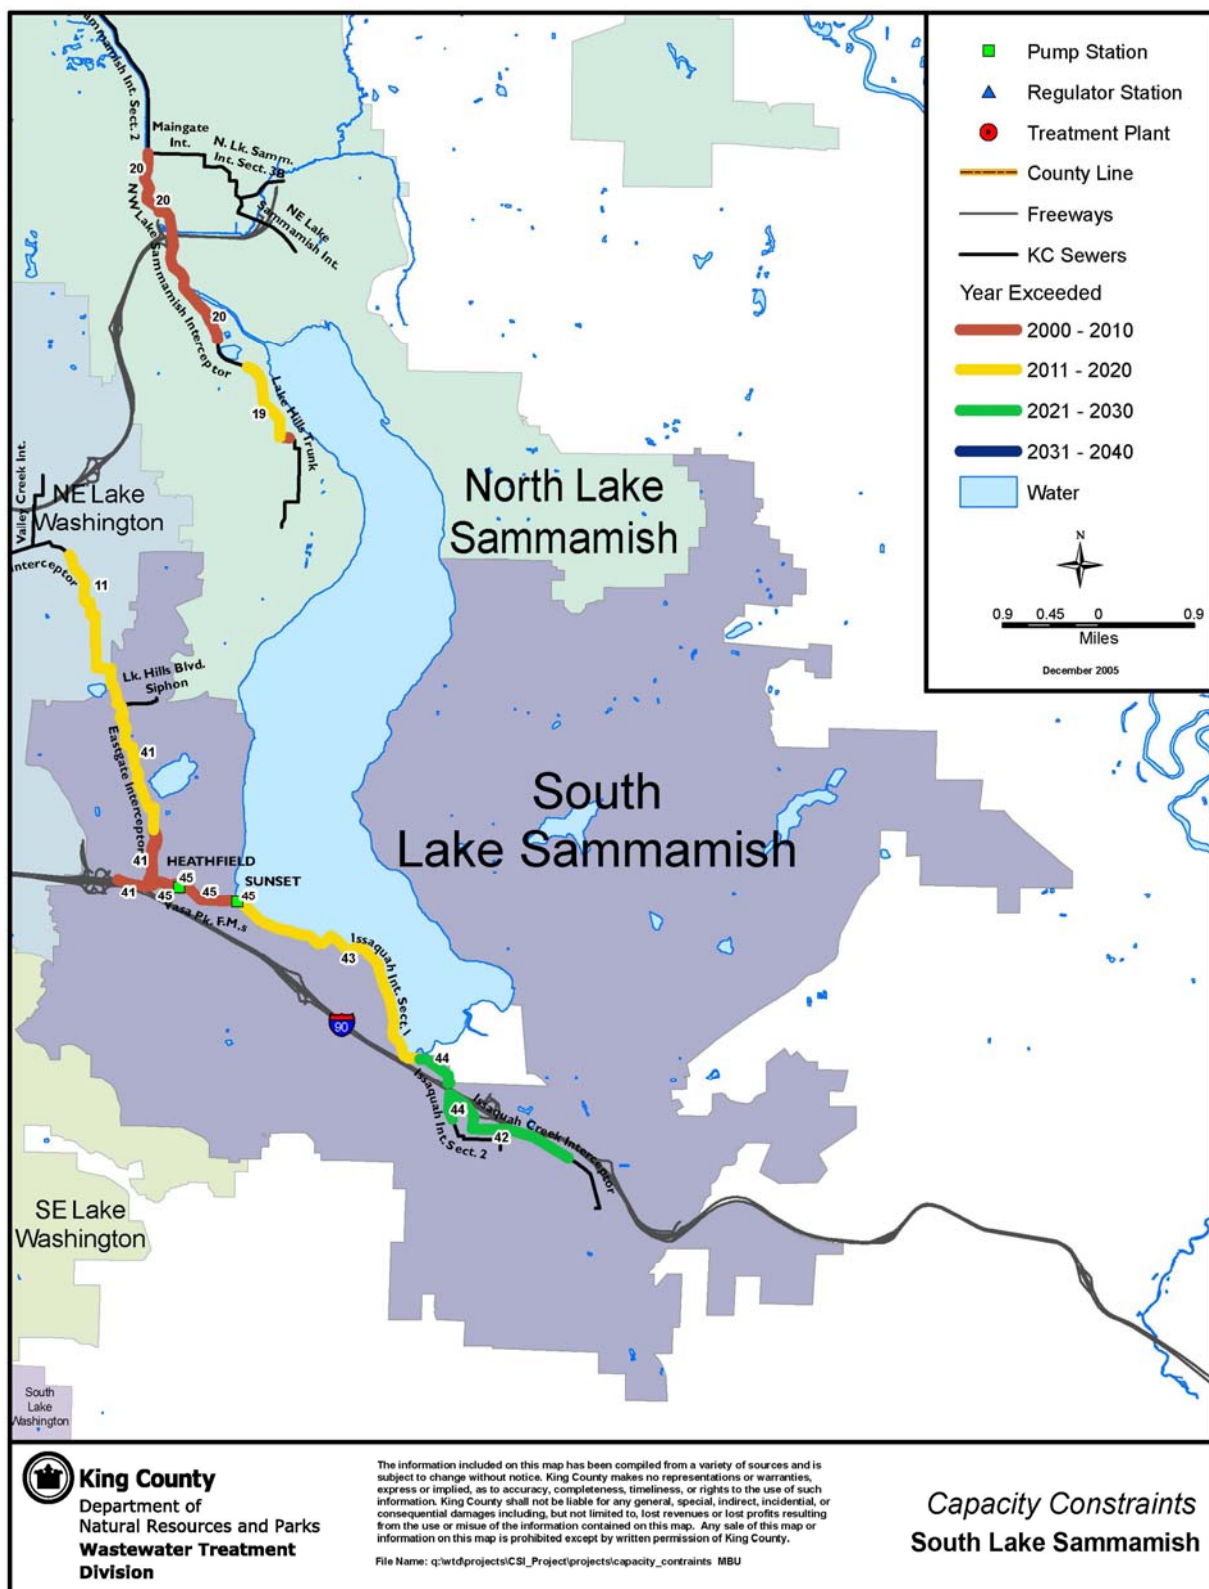 Sammamish Int. Sect. 2
Maingate
Int.
N. Lk. Samm.
Int. Sect. 3B
NE Lake
Sammamish Int.
20
20
NW Lake Sammamish Interceptor
20
19
Lake Hills Trunk
Valley Creek Int.
NE Lake
Washington
Interceptor
11
Lk. Hills Blvd.
Siphon
Eastgate Interceptor
41
41
41
HEATHFIELD
45
45
45
SUNSET
45
Vasa Pk. F.M.s
Issaquah Int. Sect. 1
43
90
44
44
42
Issaquah Int. Sect. 2
Issaquah Creek Interceptor
North Lake
Sammamish
South
Lake Sammamish
SE Lake
Washington
South
Lake
Washington
Pump Station
Regulator Station
Treatment Plant
County Line
Freeways
KC Sewers
Year Exceeded
2000 - 2010
2011 - 2020
2021 - 2030
2031 - 2040
Water
N
0.9 0.45 0 0.9
Miles
December 2005
King County
Department of
Natural Resources and Parks
Wastewater Treatment
Division
The information included on this map has been compiled from a variety of sources and is
subject to change without notice. King County makes no representations or warranties,
express or implied, as to accuracy, completeness, timeliness, or rights to the use of such
information. King County shall not be liable for any general, special, indirect, incidental, or
consequential damages including, but not limited to, lost revenues or lost profits resulting
from the use or misue of the information contained on this map. Any sale of this map or
information on this map is prohibited except by written permission of King County.
File Name: q:\wtd\projects\CSI_Project\projects\capacity_contraints MBU
Capacity Constraints
South Lake Sammamish